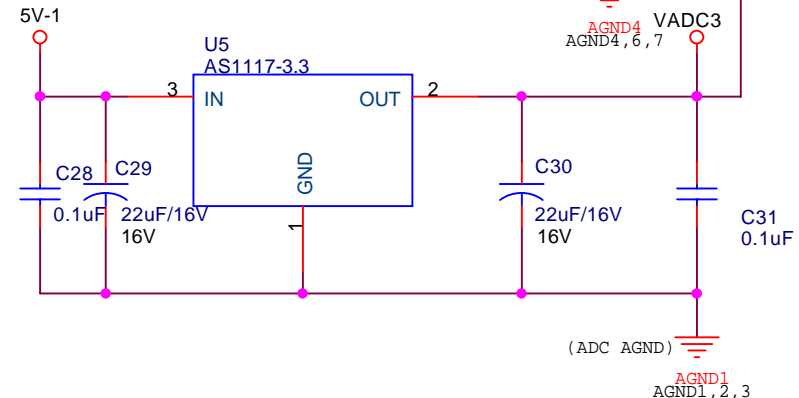 5V-1
AGND4
AGND4,6,7
VADC3
U5
AS1117-3.3
3
IN
OUT
2
GND
1
C28
0.1uF
C29
22uF/16V
16V
C30
22uF/16V
16V
C31
0.1uF
(ADC AGND)
AGND1
AGND1,2,3